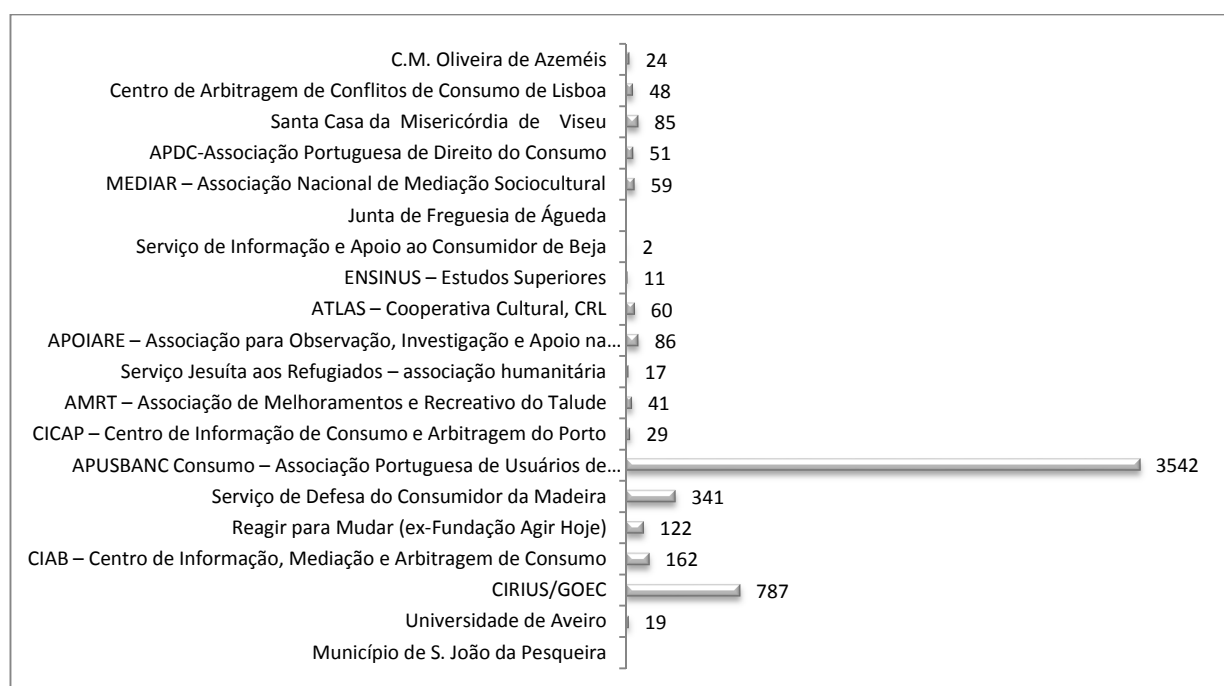 C.M. Oliveira de Azeméis 24
Centro de Arbitragem de Conflitos de Consumo de Lisboa 48
Santa Casa da Misericórdia de Viseu 85
APDC-Associação Portuguesa de Direito do Consumo 51
MEDIAR – Associação Nacional de Mediação Sociocultural 59
Junta de Freguesia de Águeda
Serviço de Informação e Apoio ao Consumidor de Beja 2
ENSINUS – Estudos Superiores 11
ATLAS – Cooperativa Cultural, CRL 60
APOIARE – Associação para Observação, Investigação e Apoio na... 86
Serviço Jesuíta aos Refugiados – associação humanitária 17
AMRT – Associação de Melhoramentos e Recreativo do Talude 41
CICAP – Centro de Informação de Consumo e Arbitragem do Porto 29
APUSBANC Consumo – Associação Portuguesa de Usuários de... 3542
Serviço de Defesa do Consumidor da Madeira 341
Reagir para Mudar (ex-Fundação Agir Hoje) 122
CIAB – Centro de Informação, Mediação e Arbitragem de Consumo 162
CIRIUS/GOEC 787
Universidade de Aveiro 19
Município de S. João da Pesqueira